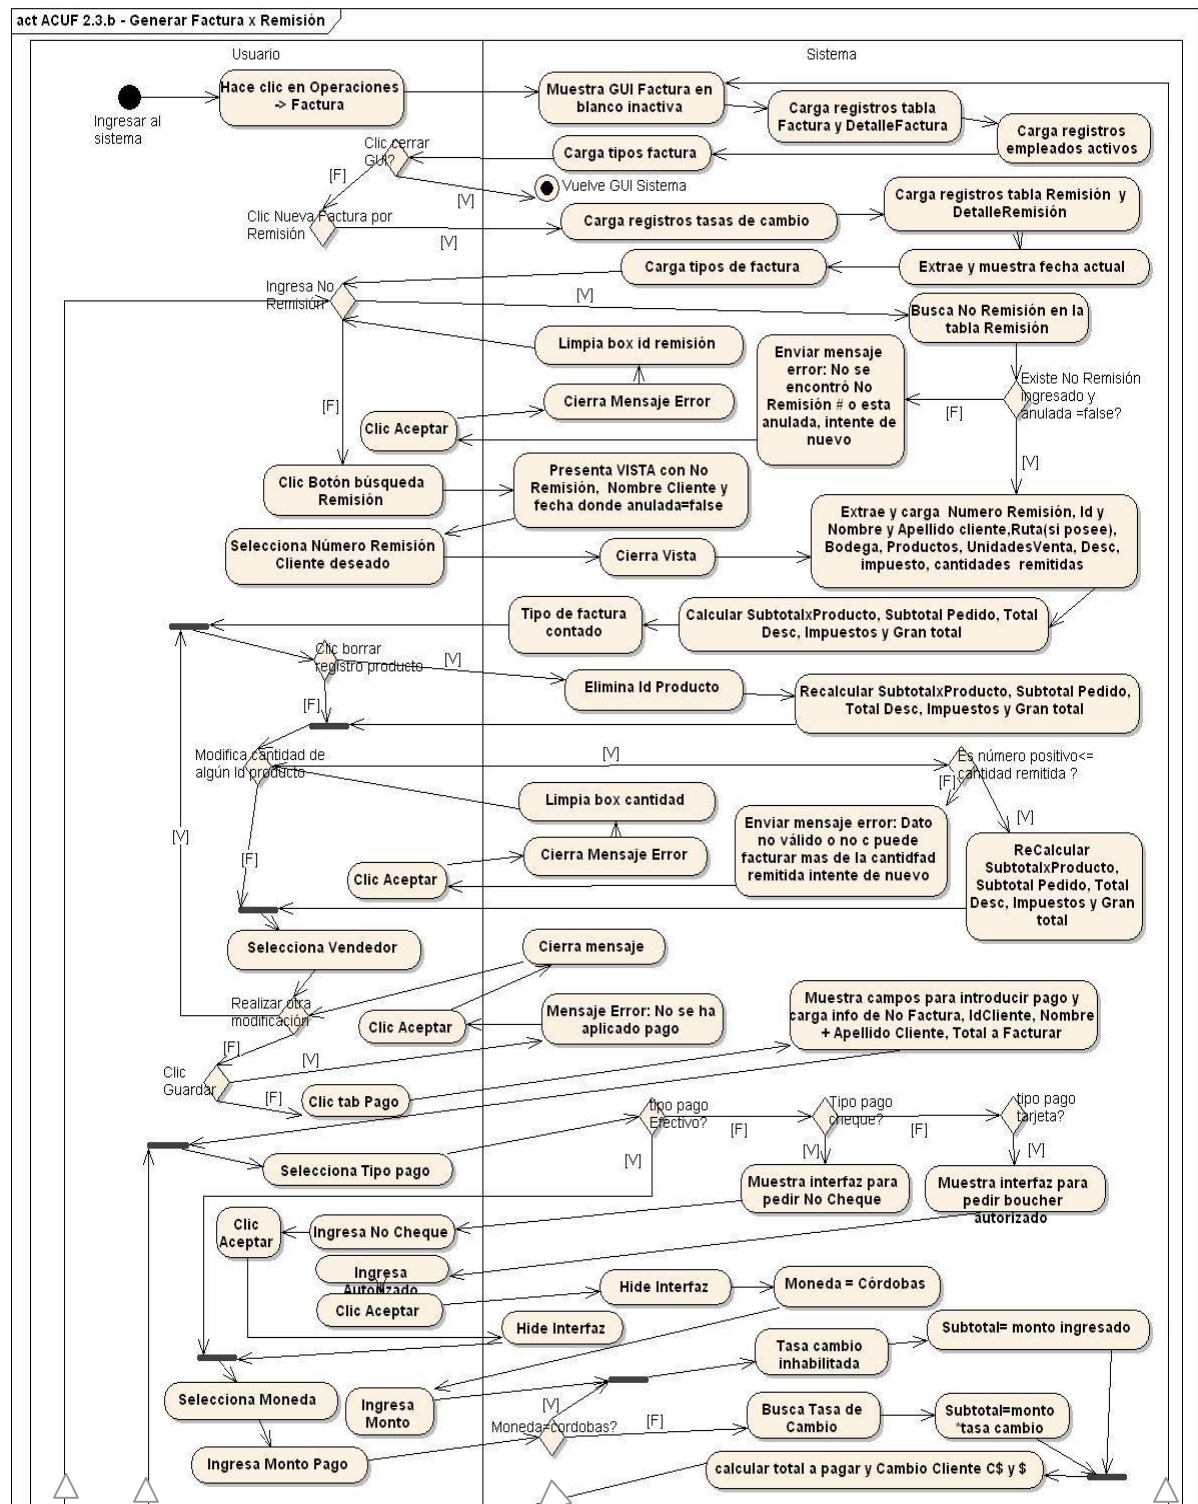 act ACUF 2.3.b - Generar Factura x Remisión
Usuario
Sistema
Ingresar al
sistema
Hace clic en Operaciones
-> Factura
Muestra GUI Factura en
blanco inactiva
Carga registros tabla
Factura y DetalleFactura
Carga registros
empleados activos
Carga tipos factura
Clic cerrar
GUI?
[F]
[V]
Vuelve GUI Sistema
Clic Nueva Factura por
Remisión
[V]
Carga registros tasas de cambio
Carga registros tabla Remisión y
DetalleRemisión
Extrae y muestra fecha actual
Carga tipos de factura
Ingresa No
Remisión
[V]
[F]
Busca No Remisión en la
tabla Remisión
Existe No Remisión
ingresado y
anulada =false?
[F]
[V]
Enviar mensaje
error: No se
encontró No
Remisión # o esta
anulada, intente de
nuevo
Limpia box id remisión
Cierra Mensaje Error
Clic Aceptar
Clic Botón búsqueda
Remisión
Presenta VISTA con No
Remisión, Nombre Cliente y
fecha donde anulada=false
Selecciona Número Remisión
Cliente deseado
Cierra Vista
Extrae y carga Numero Remisión, Id y
Nombre y Apellido cliente,Ruta(si posee),
Bodega, Productos, UnidadesVenta, Desc,
impuesto, cantidades remitidas
Calcular SubtotalxProducto, Subtotal Pedido, Total
Desc, Impuestos y Gran total
Tipo de factura
contado
Clic borrar
registro producto
[V]
[F]
Elimina Id Producto
Recalcular SubtotalxProducto, Subtotal Pedido,
Total Desc, Impuestos y Gran total
Modifica cantidad de
algún Id producto
[V]
[F]
Es número positivo<=
cantidad remitida ?
[F]
[V]
Limpia box cantidad
Cierra Mensaje Error
Clic Aceptar
Enviar mensaje error: Dato
no válido o no c puede
facturar mas de la cantidfad
remitida intente de nuevo
ReCalcular
SubtotalxProducto,
Subtotal Pedido, Total
Desc, Impuestos y Gran
total
[V]
Selecciona Vendedor
Realizar otra
modificación
[F]
Cierra mensaje
Clic Aceptar
Mensaje Error: No se ha
aplicado pago
Muestra campos para introducir pago y
carga info de No Factura, IdCliente, Nombre
+ Apellido Cliente, Total a Facturar
Clic
Guardar
[V]
[F]
Clic tab Pago
Selecciona Tipo pago
tipo pago
Efectivo?
[F]
[V]
Tipo pago
cheque?
[F]
[V]
tipo pago
tarjeta?
[V]
Muestra interfaz para
pedir No Cheque
Muestra interfaz para
pedir boucher
autorizado
Clic
Aceptar
Ingresa No Cheque
Ingresa
Autorizado
Clic Aceptar
Hide Interfaz
Moneda = Córdobas
Hide Interfaz
Tasa cambio
inhabilitada
Subtotal= monto ingresado
Selecciona Moneda
Ingresa
Monto
Moneda=cordobas?
[V]
[F]
Busca Tasa de
Cambio
Subtotal=monto
*tasa cambio
Ingresa Monto Pago
calcular total a pagar y Cambio Cliente C$ y $